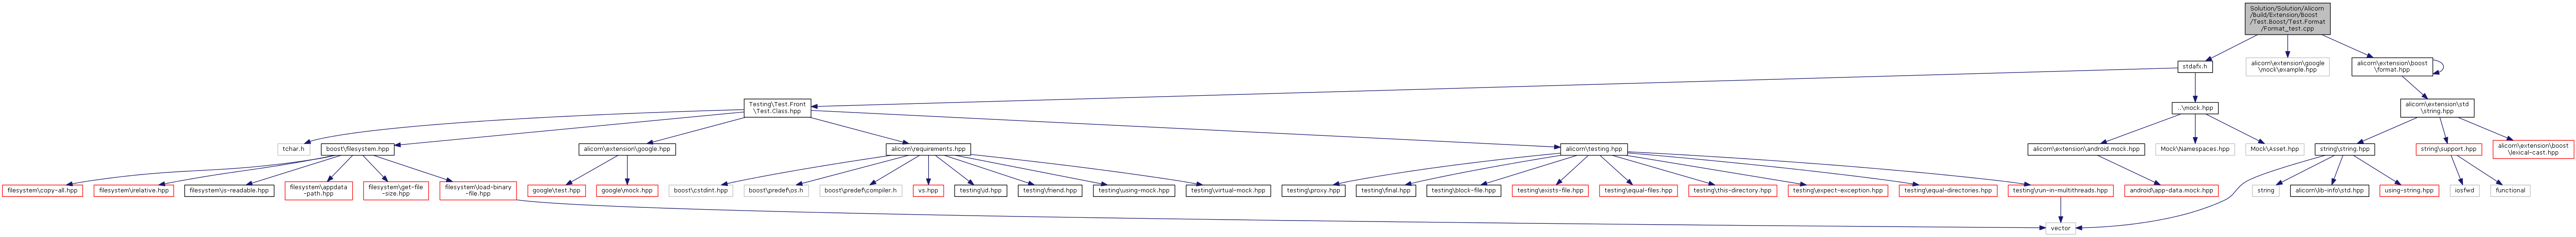 Solution/Solution/Alicorn
/Build/Extension/Boost
/Test.Boost/Test.Format
/Format_test.cpp
stdafx.h
alicorn\extension\google
\mock\example.hpp
alicorn\extension\boost
\format.hpp
Testing\Test.Front
\Test.Class.hpp
..\mock.hpp
alicorn\extension\std
\string.hpp
tchar.h
boost\filesystem.hpp
alicorn\extension\google.hpp
alicorn\requirements.hpp
alicorn\testing.hpp
alicorn\extension\android.mock.hpp
Mock\Namespaces.hpp
Mock\Asset.hpp
string\string.hpp
string\support.hpp
alicorn\extension\boost
\lexical-cast.hpp
filesystem\copy-all.hpp
filesystem\relative.hpp
filesystem\is-readable.hpp
filesystem\appdata
-path.hpp
filesystem\get-file
-size.hpp
filesystem\load-binary
-file.hpp
google\test.hpp
google\mock.hpp
boost\cstdint.hpp
boost\predef\os.h
boost\predef\compiler.h
vs.hpp
testing\sd.hpp
testing\friend.hpp
testing\using-mock.hpp
testing\virtual-mock.hpp
testing\proxy.hpp
testing\final.hpp
testing\block-file.hpp
testing\exists-file.hpp
testing\equal-files.hpp
testing\this-directory.hpp
testing\expect-exception.hpp
testing\equal-directories.hpp
testing\run-in-multithreads.hpp
android\app-data.mock.hpp
string
alicorn\lib-info\std.hpp
using-string.hpp
iosfwd
functional
vector